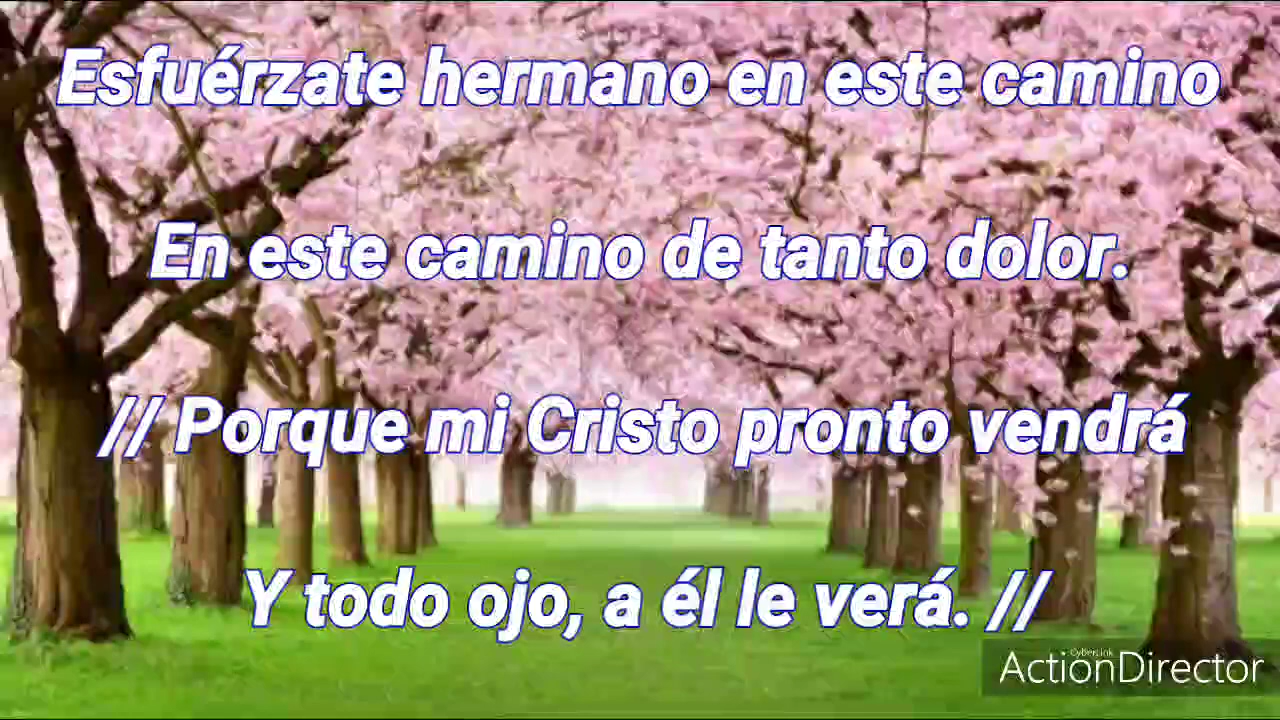 Esfuérzate hermano en este camino
En este camino de tanto dolor.
// Porque mi Cristo pronto vendrá
Y todo ojo, a él le verá. //
CyberLink
ActionDirector